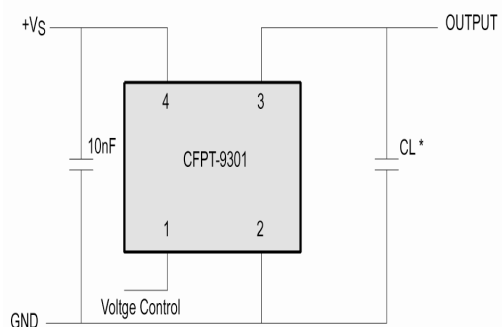 +VS OUTPUT
4 3
10nF CFPT-9301 CL *
1 2
Voltge Control
GND